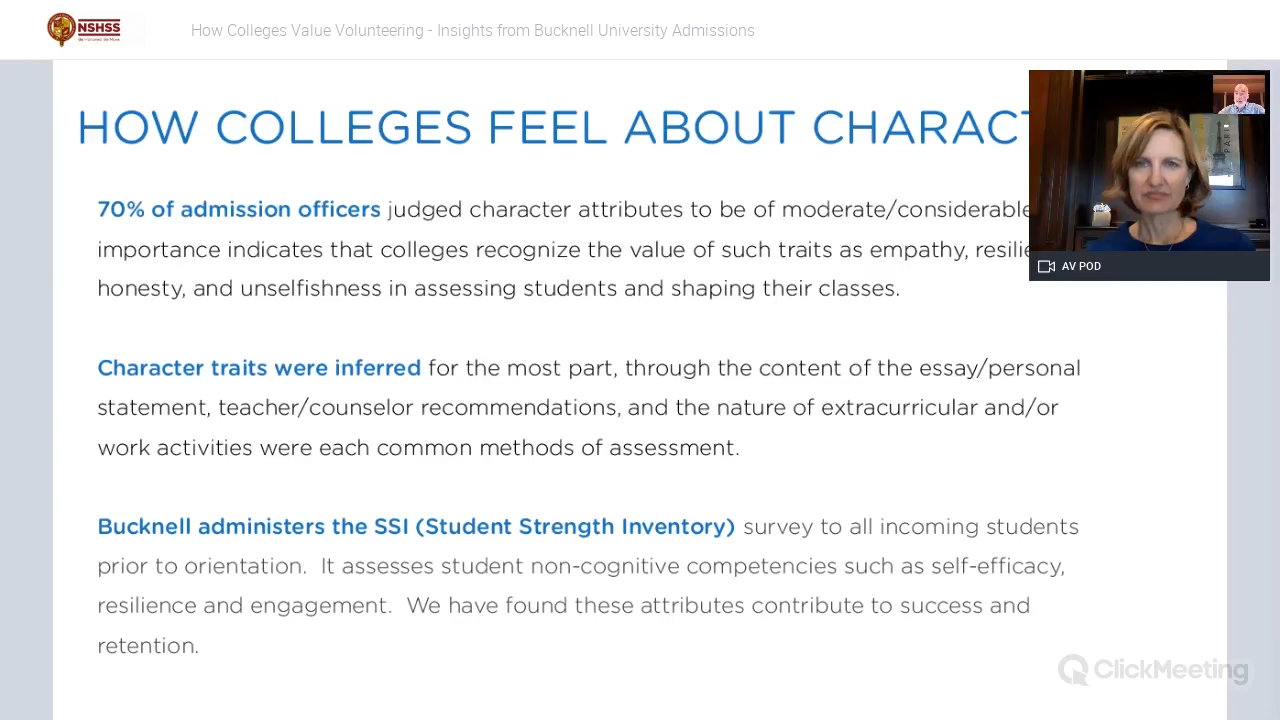 NSHSS
How Colleges Value Volunteering - Insights from Bucknell University Admissions
HOW COLLEGES FEEL ABOUT CHARACT
70% of admission officers judged character attributes to be of moderate/considerable
importance indicates that colleges recognize the value of such traits as empathy, resilie
honesty, and unselfishness in assessing students and shaping their classes.
Character traits were inferred for the most part, through the content of the essay/personal
statement, teacher/counselor recommendations, and the nature of extracurricular and/or
work activities were each common methods of assessment.
Bucknell administers the SSI (Student Strength Inventory) survey to all incoming students
prior to orientation. It assesses student non-cognitive competencies such as self-efficacy,
resilience and engagement. We have found these attributes contribute to success and
retention.
PARI
AV POD
ClickMeeting